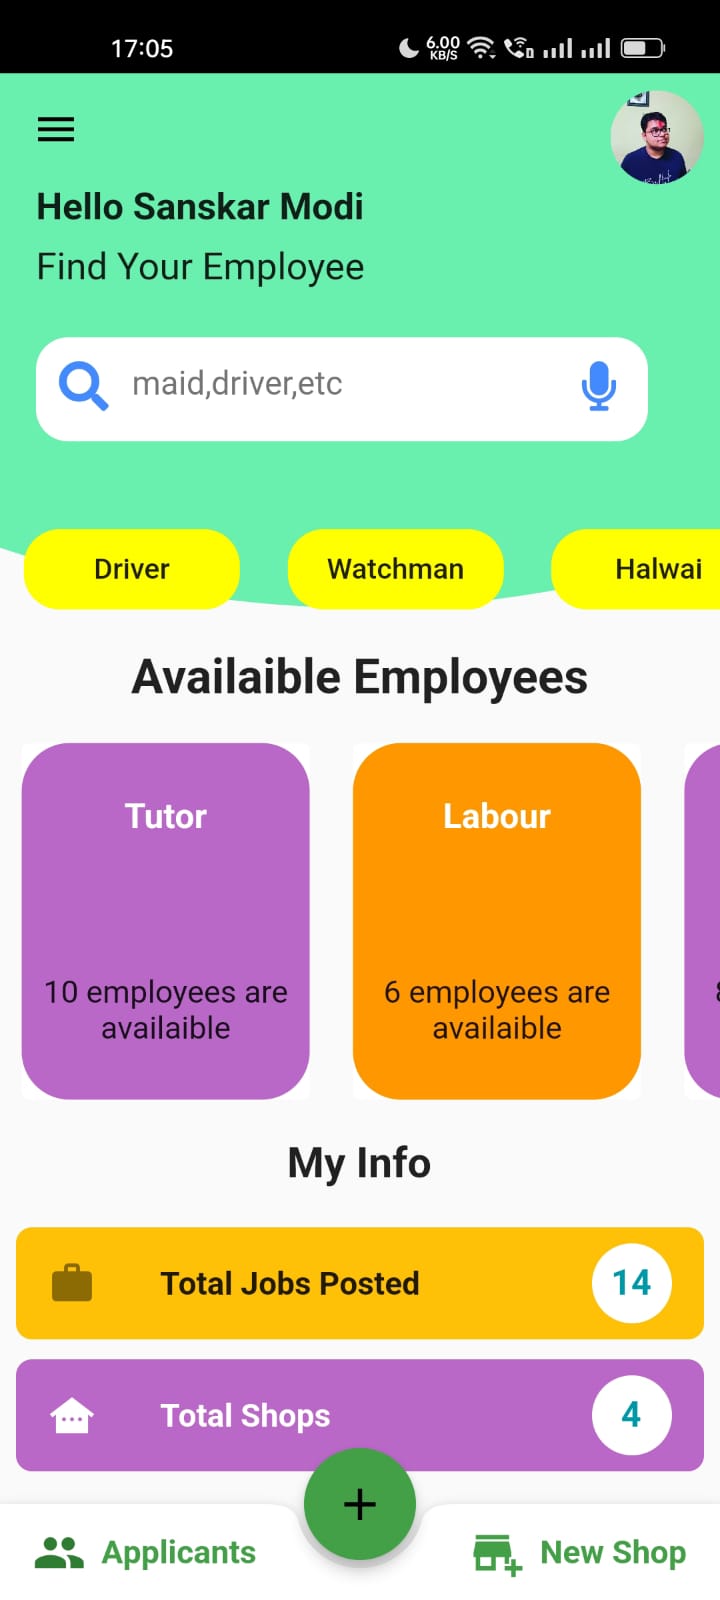 17:05
6.00
KB/S
Hello Sanskar Modi
Find Your Employee
maid,driver,etc
Driver
Watchman
Halwai
Availaible Employees
Tutor
10 employees are
availaible
Labour
6 employees are
availaible
My Info
Total Jobs Posted
14
Total Shops
4
+
Applicants
New Shop